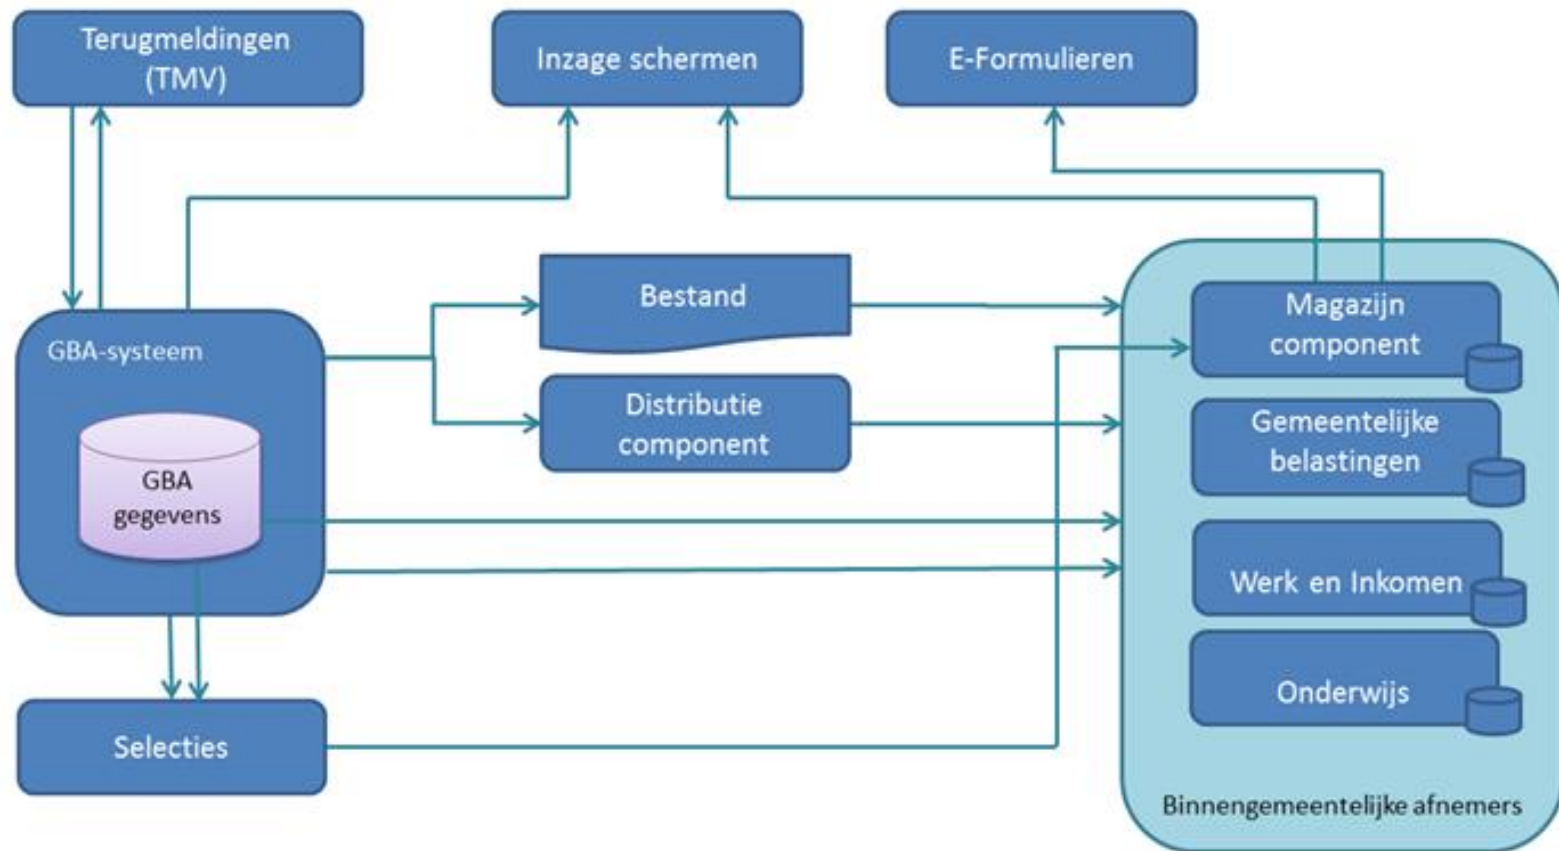 Terugmeldingen
(TMV)
Inzage schermen
E-Formulieren
Bestand
Magazijn
component
GBA-systeem
Distributie
component
Gemeentelijke
belastingen
GBA
gegevens
Werk en Inkomen
Onderwijs
Selecties
Binnengemeentelijke afnemers